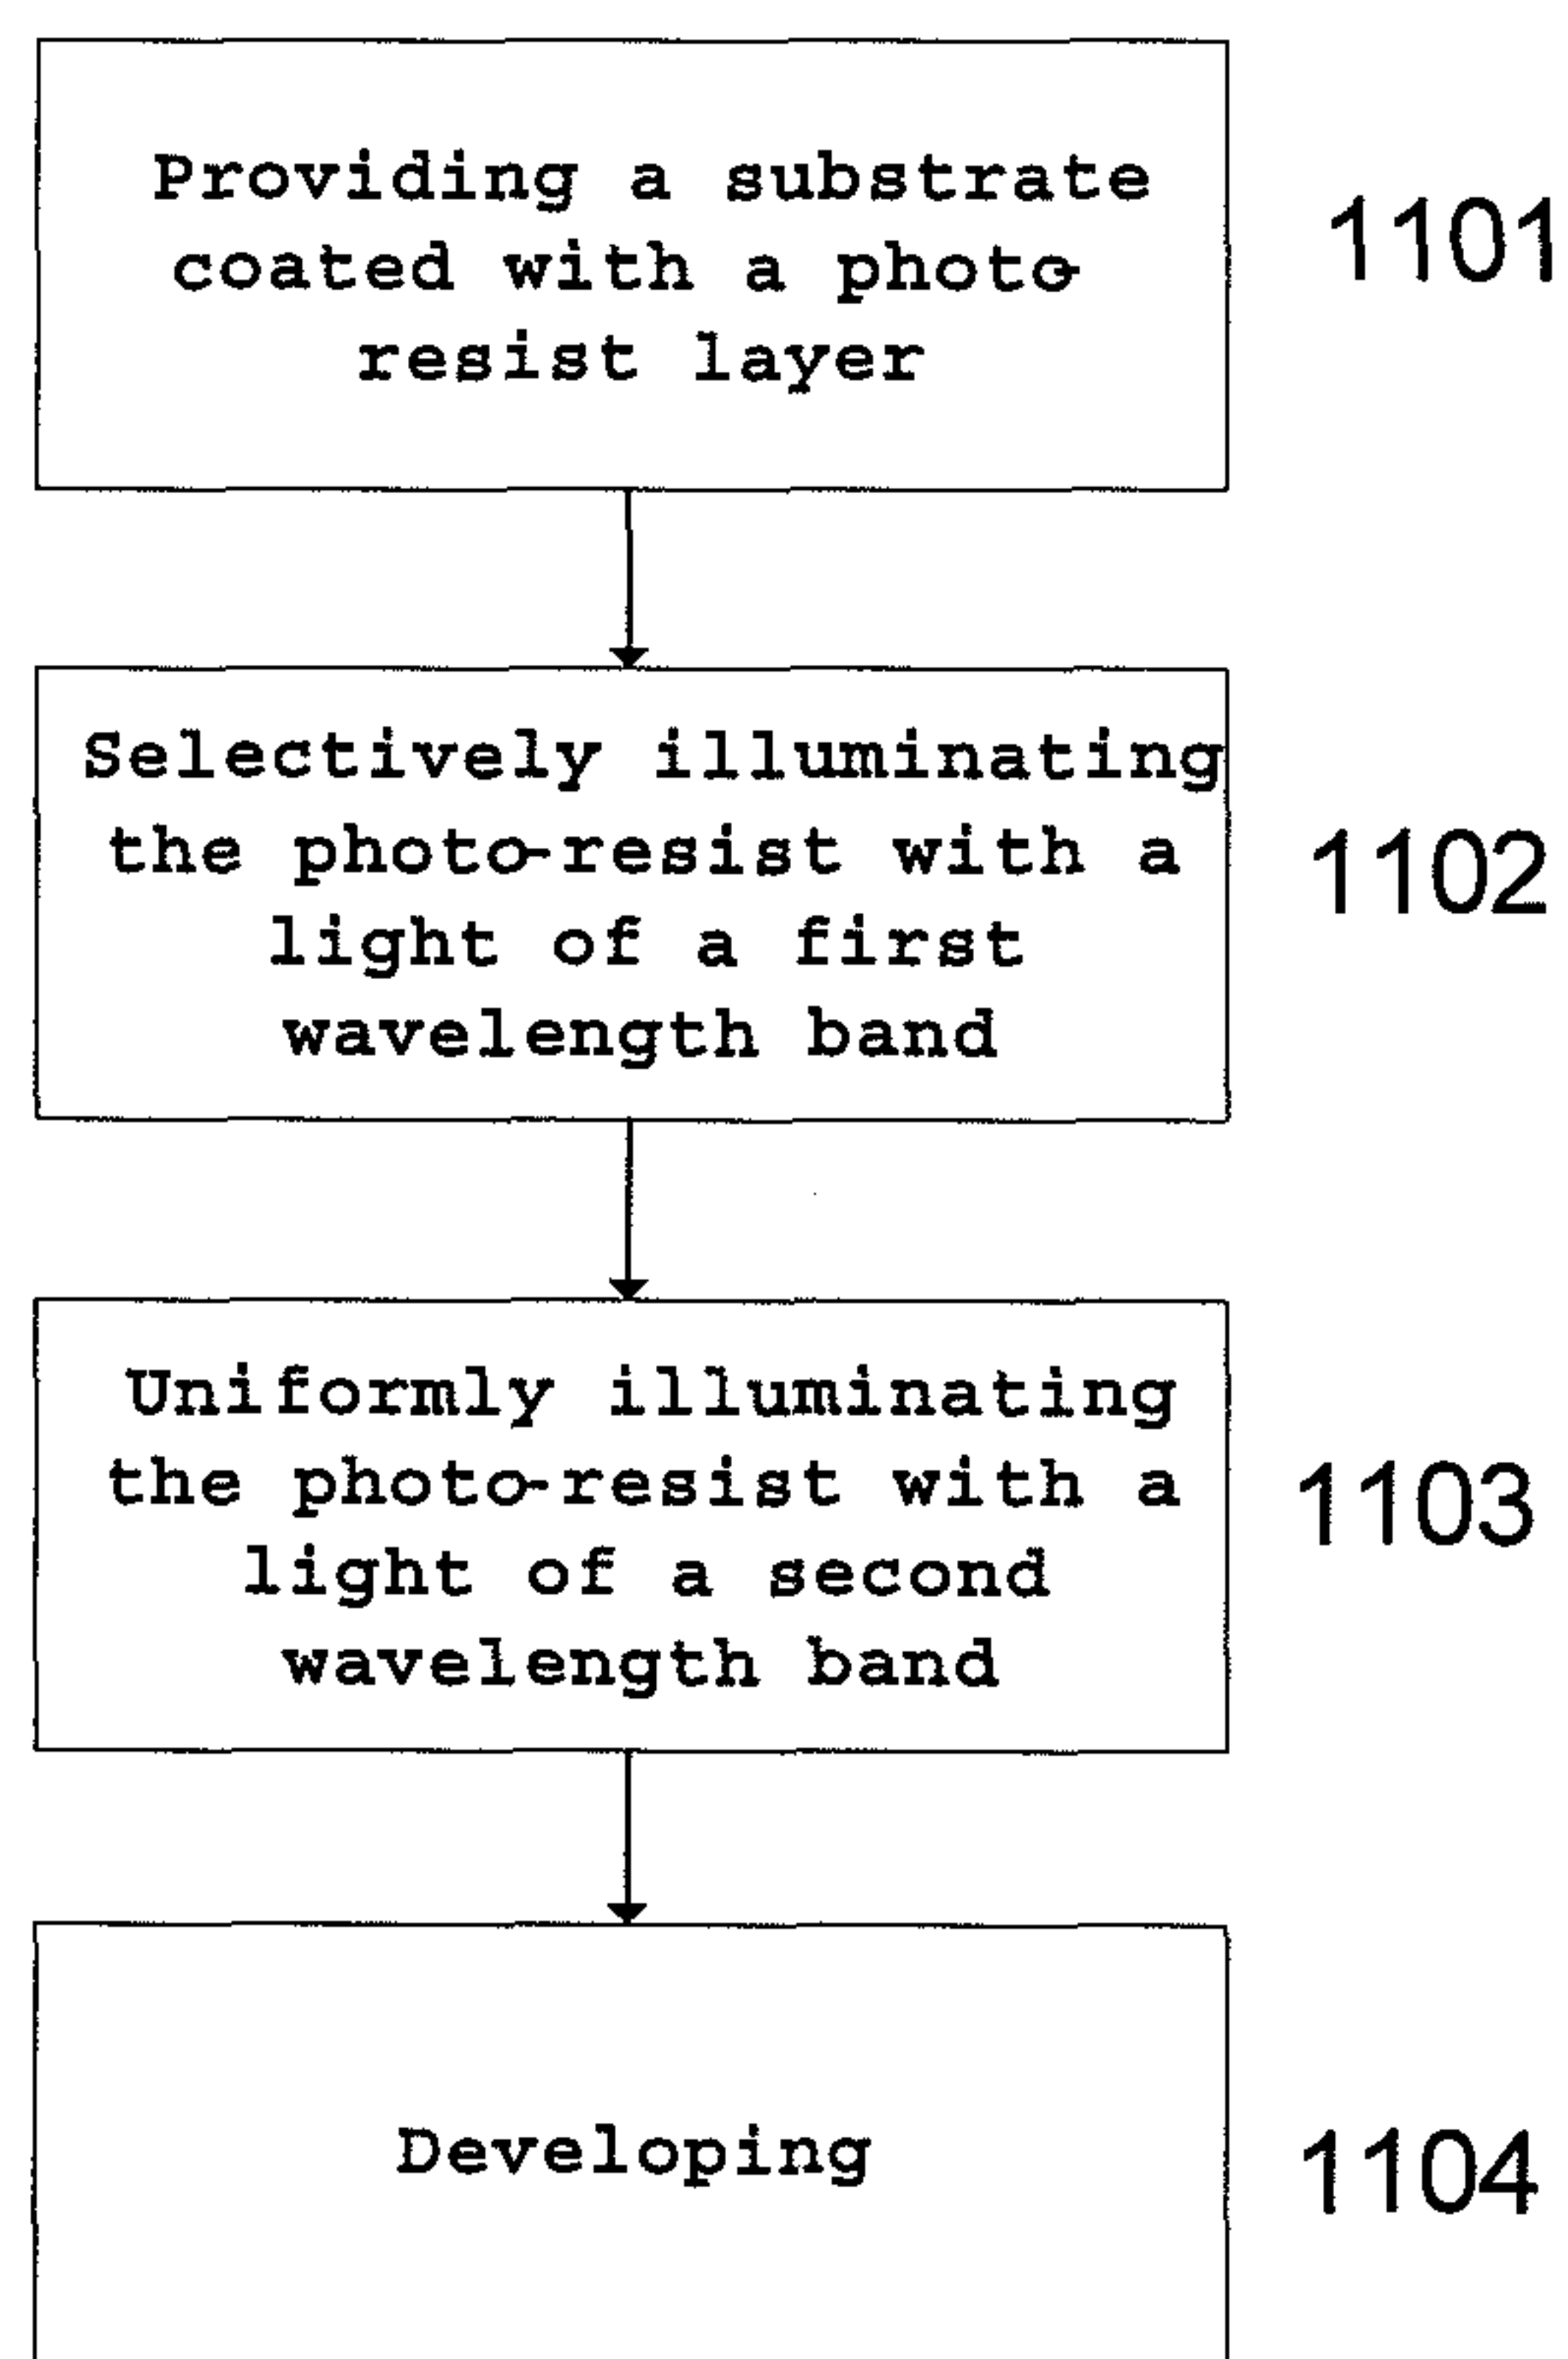 Providing a substrate
coated with a photo-
resist layer
1101
Selectively illuminating
the photo-resist with a
light of a first
wavelength band
1102
Uniformly illuminating
the photo-resist with a
light of a second
wavelength band
1103
Developing
1104